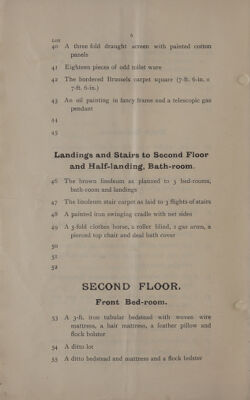 6
Lot
40 A three-fold draught screen with painted cotton
panels
41 Eighteen pieces of odd toilet ware
42 The bordered Brussels carpet square (7-ft. 6-in. x
7-ft. 6-in.)
43 An oil painting in fancy frame and a telescopic gas
pendant
44
45
Landings and Stairs to Second Floor
and Half-landing, Bath-room.
46 The brown linoleum as planned to 3 bed-rooms,
bath-room and landings
47 The linoleum stair carpet as laid to 3 flights of stairs
48 A painted iron swinging cradle with net sides
49 A 5-fold clothes horse, a roller blind, 2 gas arms, a
pierced top chair and deal bath cover
50
51
52
SECOND FLOOR.
Front Bed-room.
53 A 3-ft. iron tubular bedstead with woven wire
mattress, a hair mattress, a feather pillow and
flock bolster
54 A ditto lot
55 A ditto bedstead and mattress and a flock bolster